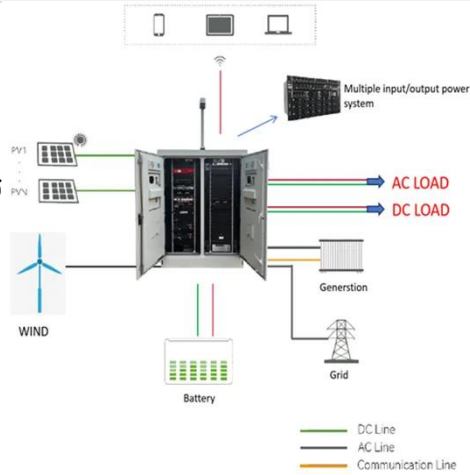 Multiple input/output power
system
PV1
PVN
AC LOAD
DC LOAD
WIND
Generstion
Battery
Grid
DC Line
AC Line
Communication Line